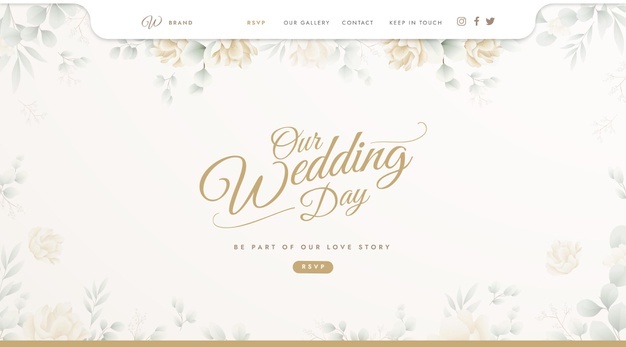 W BRAND RSVP OUR GALLERY CONTACT KEEP IN TOUCH
Our
Wedding
Day
BE PART OF OUR LOVE STORY
RSVP